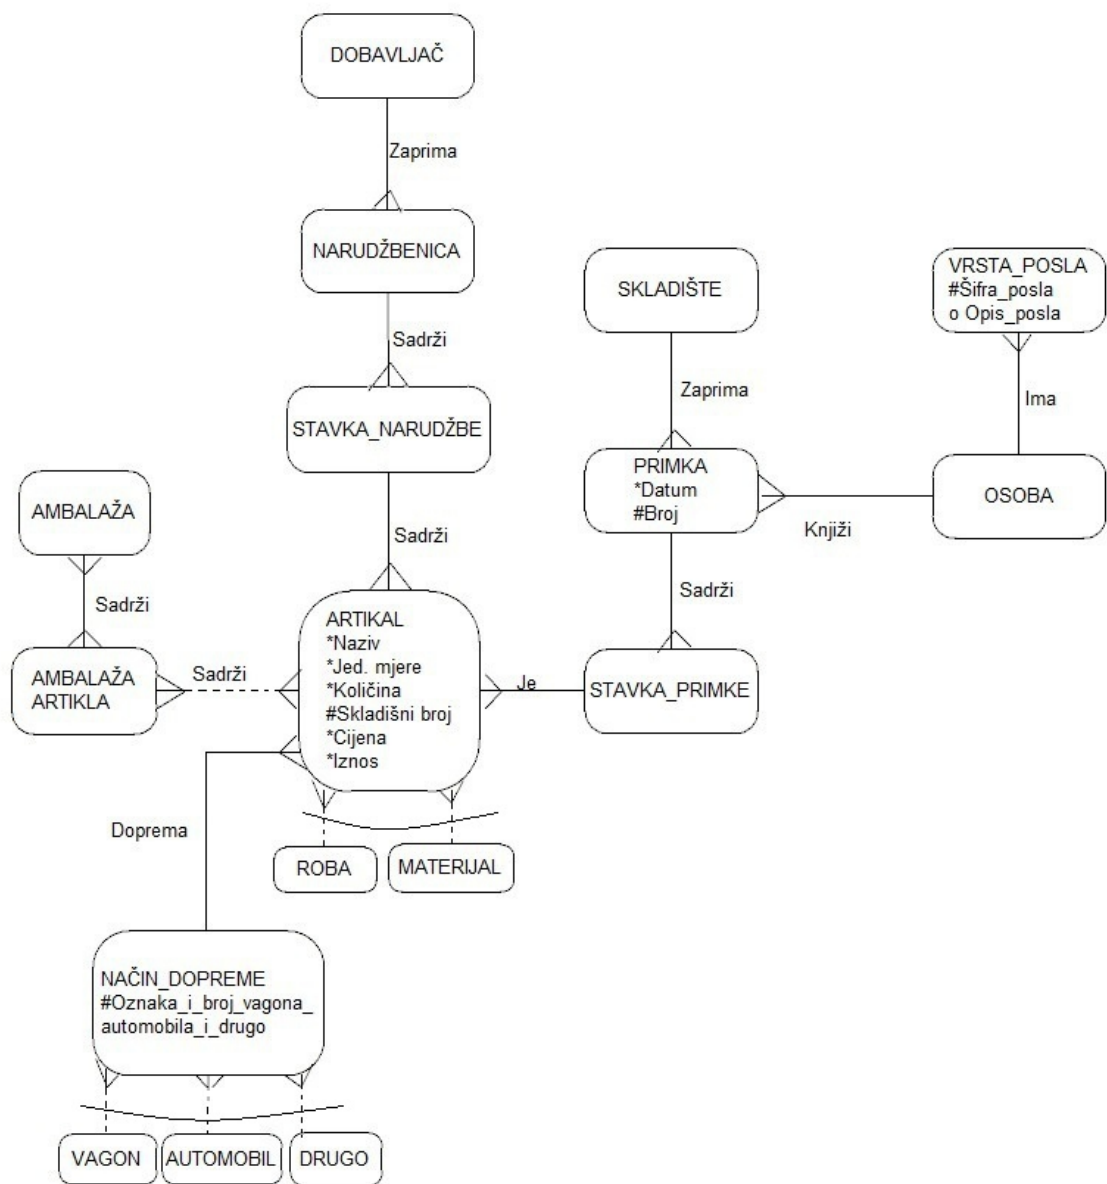 DOBAVLJAČ
Zaprima
NARUDŽBENICA
Sadrži
STAVKA_NARUDŽBE
Sadrži
SKLADIŠTE
Zaprima
VRSTA_POSLA
#Šifra_posla
o Opis_posla
Ima
PRIMKA
*Datum
#Broj
Knjiži
OSOBA
Sadrži
AMBALAŽA
Sadrži
AMBALAŽA
ARTIKLA
Sadrži
ARTIKAL
*Naziv
*Jed. mjere
*Količina
#Skladišni broj
*Cijena
*Iznos
Je
STAVKA_PRIMKE
Doprema
ROBA
MATERIJAL
NAČIN_DOPREME
#Oznaka_i_broj_vagona_
automobila_i_drugo
VAGON
AUTOMOBIL
DRUGO